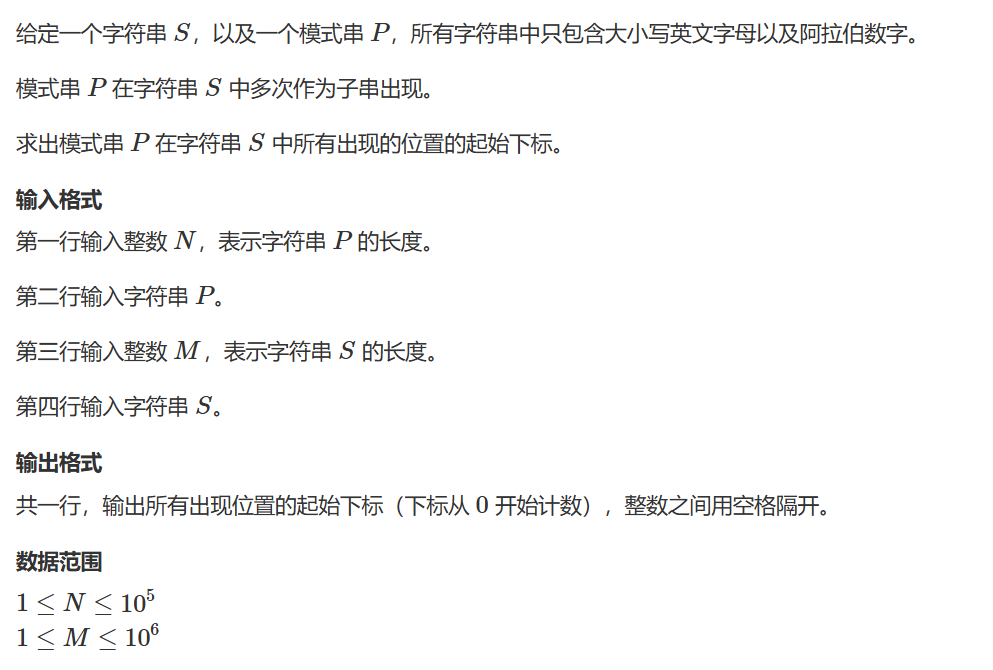 给定一个字符串 S，以及一个模式串 P，所有字符串中只包含大小写英文字母以及阿拉伯数字。
模式串 P 在字符串 S 中多次作为子串出现。
求出模式串 P 在字符串 S 中所有出现的位置的起始下标。
输入格式
第一行输入整数 N，表示字符串 P 的长度。
第二行输入字符串 P。
第三行输入整数 M，表示字符串 S 的长度。
第四行输入字符串 S。
输出格式
共一行，输出所有出现位置的起始下标（下标从 0 开始计数），整数之间用空格隔开。
数据范围
1 ≤ N ≤ 10⁵
1 ≤ M ≤ 10⁶